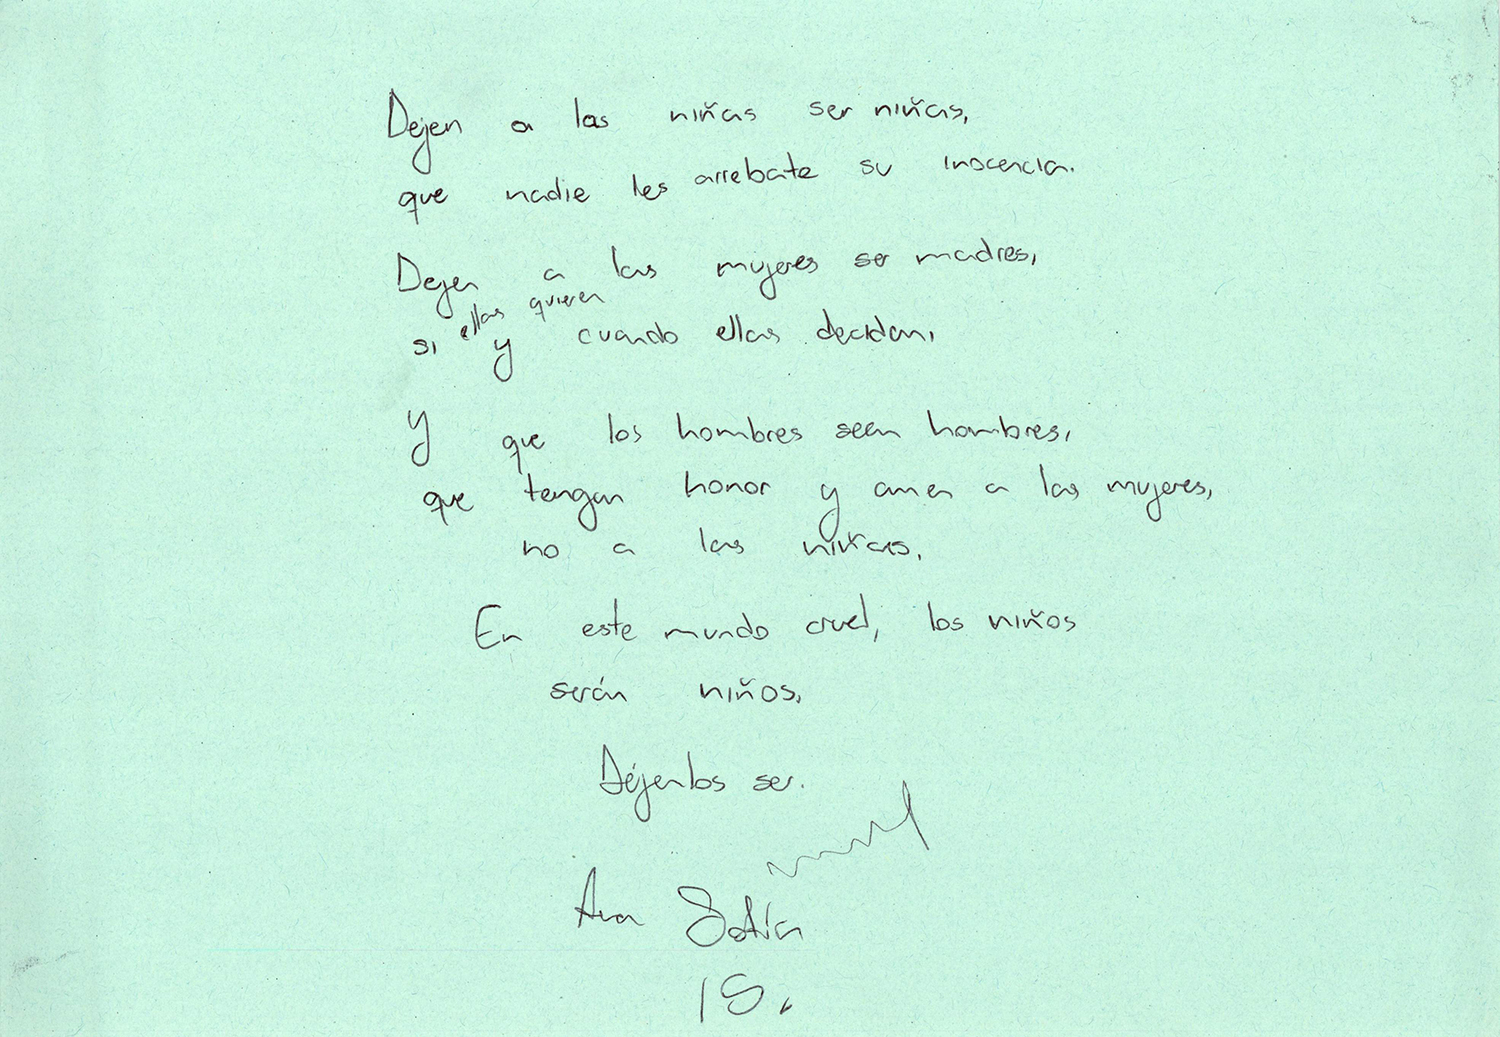 Dejen a las niñas ser niñas,
que nadie les arrebate su inocencia.
Dejen a las mujeres ser madres,
si ellas quieren y cuando ellas decidan,
Y que los hombres seen hombres,
que tengan honor y amen a las mujeres,
no a las niñas.
En este mundo cruel, los niños
serán niños.
Déjenlos ser.
Ana Sofía
15.